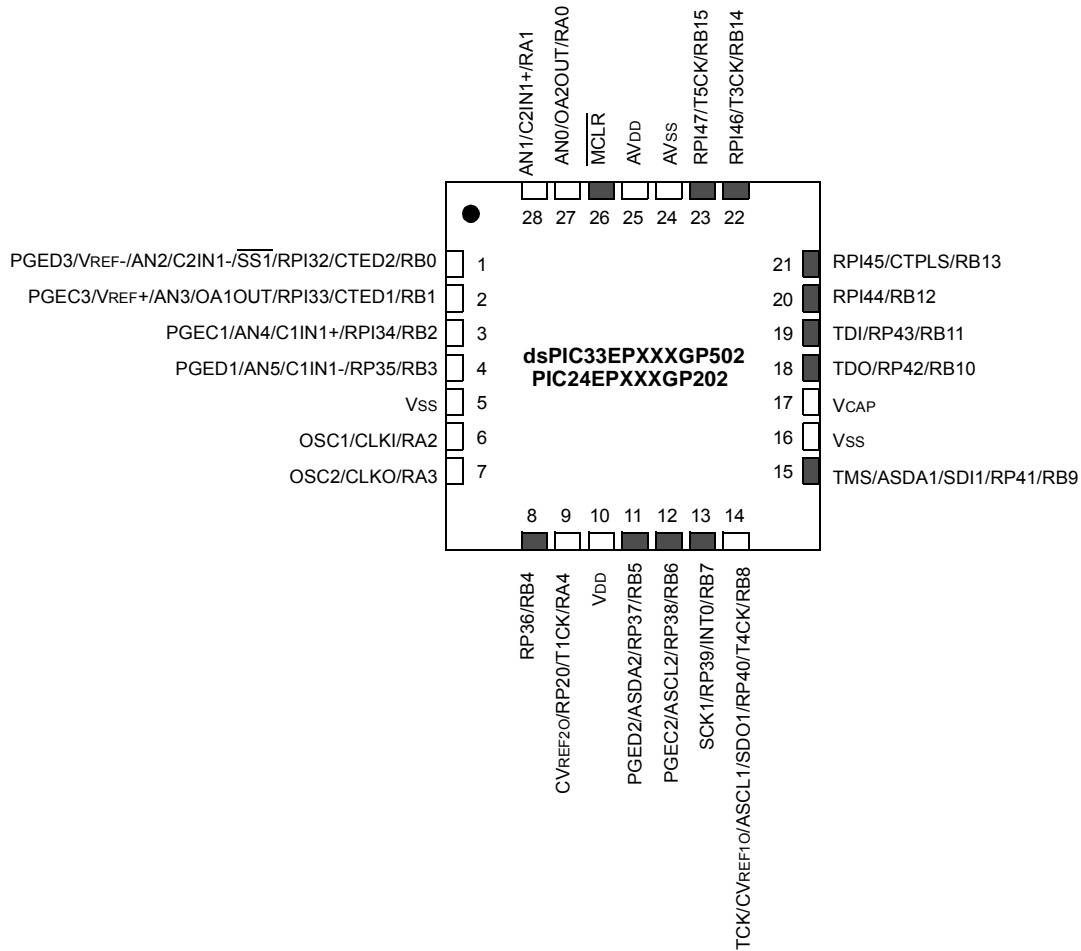 AN1/C2IN1+/RA1
AN0/OA2OUT/RA0
MCLR
AVDD
AVSS
RPI47/T5CK/RB15
RPI46/T3CK/RB14
28 27 26 25 24 23 22
PGED3/VREF-/AN2/C2IN1-/SS1/RPI32/CTED2/RB0 1
PGEC3/VREF+/AN3/OA1OUT/RPI33/CTED1/RB1 2
PGEC1/AN4/C1IN1+/RPI34/RB2 3
PGED1/AN5/C1IN1-/RP35/RB3 4
VSS 5
OSC1/CLKI/RA2 6
OSC2/CLKO/RA3 7
dsPIC33EPXXXGP502
PIC24EPXXXGP202
21 RPI45/CTPLS/RB13
20 RPI44/RB12
19 TDI/RP43/RB11
18 TDO/RP42/RB10
17 VCAP
16 VSS
15 TMS/ASDA1/SDI1/RP41/RB9
8 9 10 11 12 13 14
RP36/RB4
CVREF2O/RP20/T1CK/RA4
VDD
PGED2/ASDA2/RP37/RB5
PGEC2/ASCL2/RP38/RB6
SCK1/RP39/INT0/RB7
TCK/CVREF1O/ASCL1/SDO1/RP40/T4CK/RB8